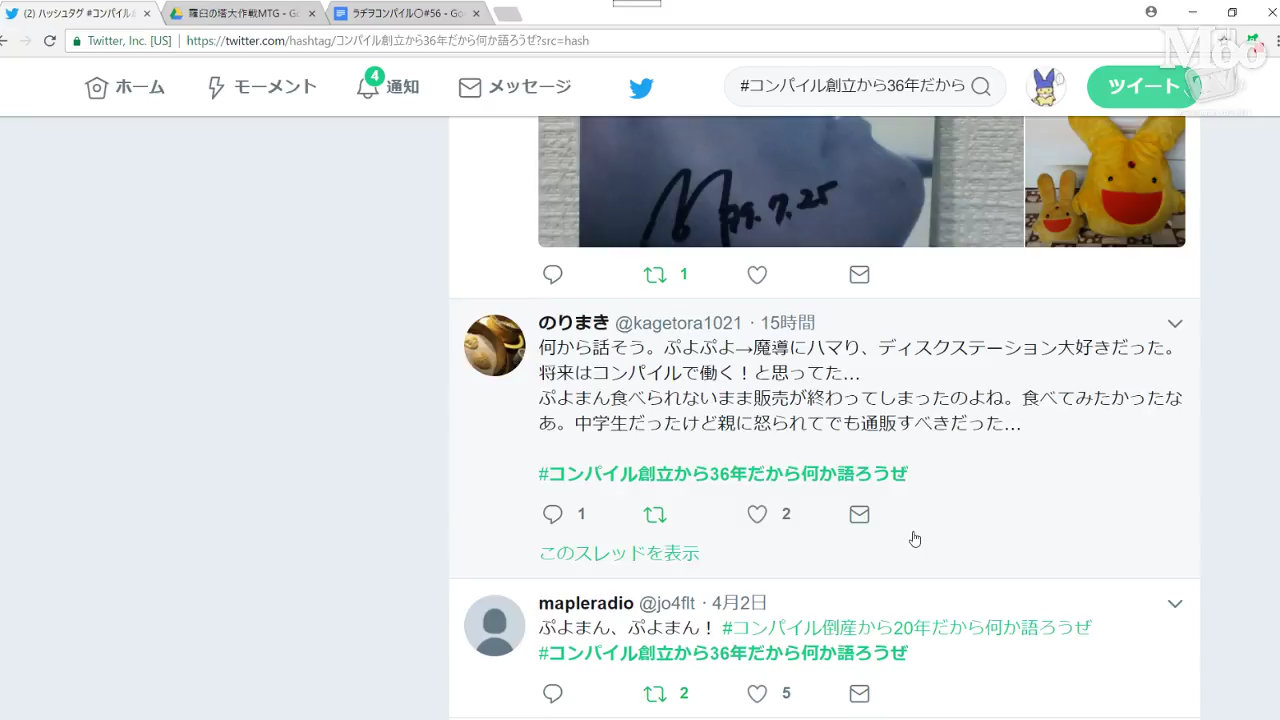 (2) ハッシュタグ #コンパイル
羅臼の塔大作戦MTG - G
ラヂヲコンパイル〇#56 - Go
Twitter, Inc. [US] | https://twitter.com/hashtag/コンパイル創立から36年だから何か語ろうぜ?src=hash
Moo
ホーム
モーメント
4
通知
メッセージ
#コンパイル創立から36年だから
ツイート
99.7.25
1
のりまき @kagetora1021 · 15時間
何から話そう。ぷよぷよ→魔導にハマり、ディスクステーション大好きだった。
将来はコンパイルで働く！と思ってた…
ぷよまん食べられないまま販売が終わってしまったのよね。食べてみたかったな
あ。中学生だったけど親に怒られてでも通販すべきだった…
#コンパイル創立から36年だから何か語ろうぜ
1
2
このスレッドを表示
mapleradio @jo4flt · 4月2日
ぷよまん、ぷよまん！ #コンパイル倒産から20年だから何か語ろうぜ
#コンパイル創立から36年だから何か語ろうぜ
2
5